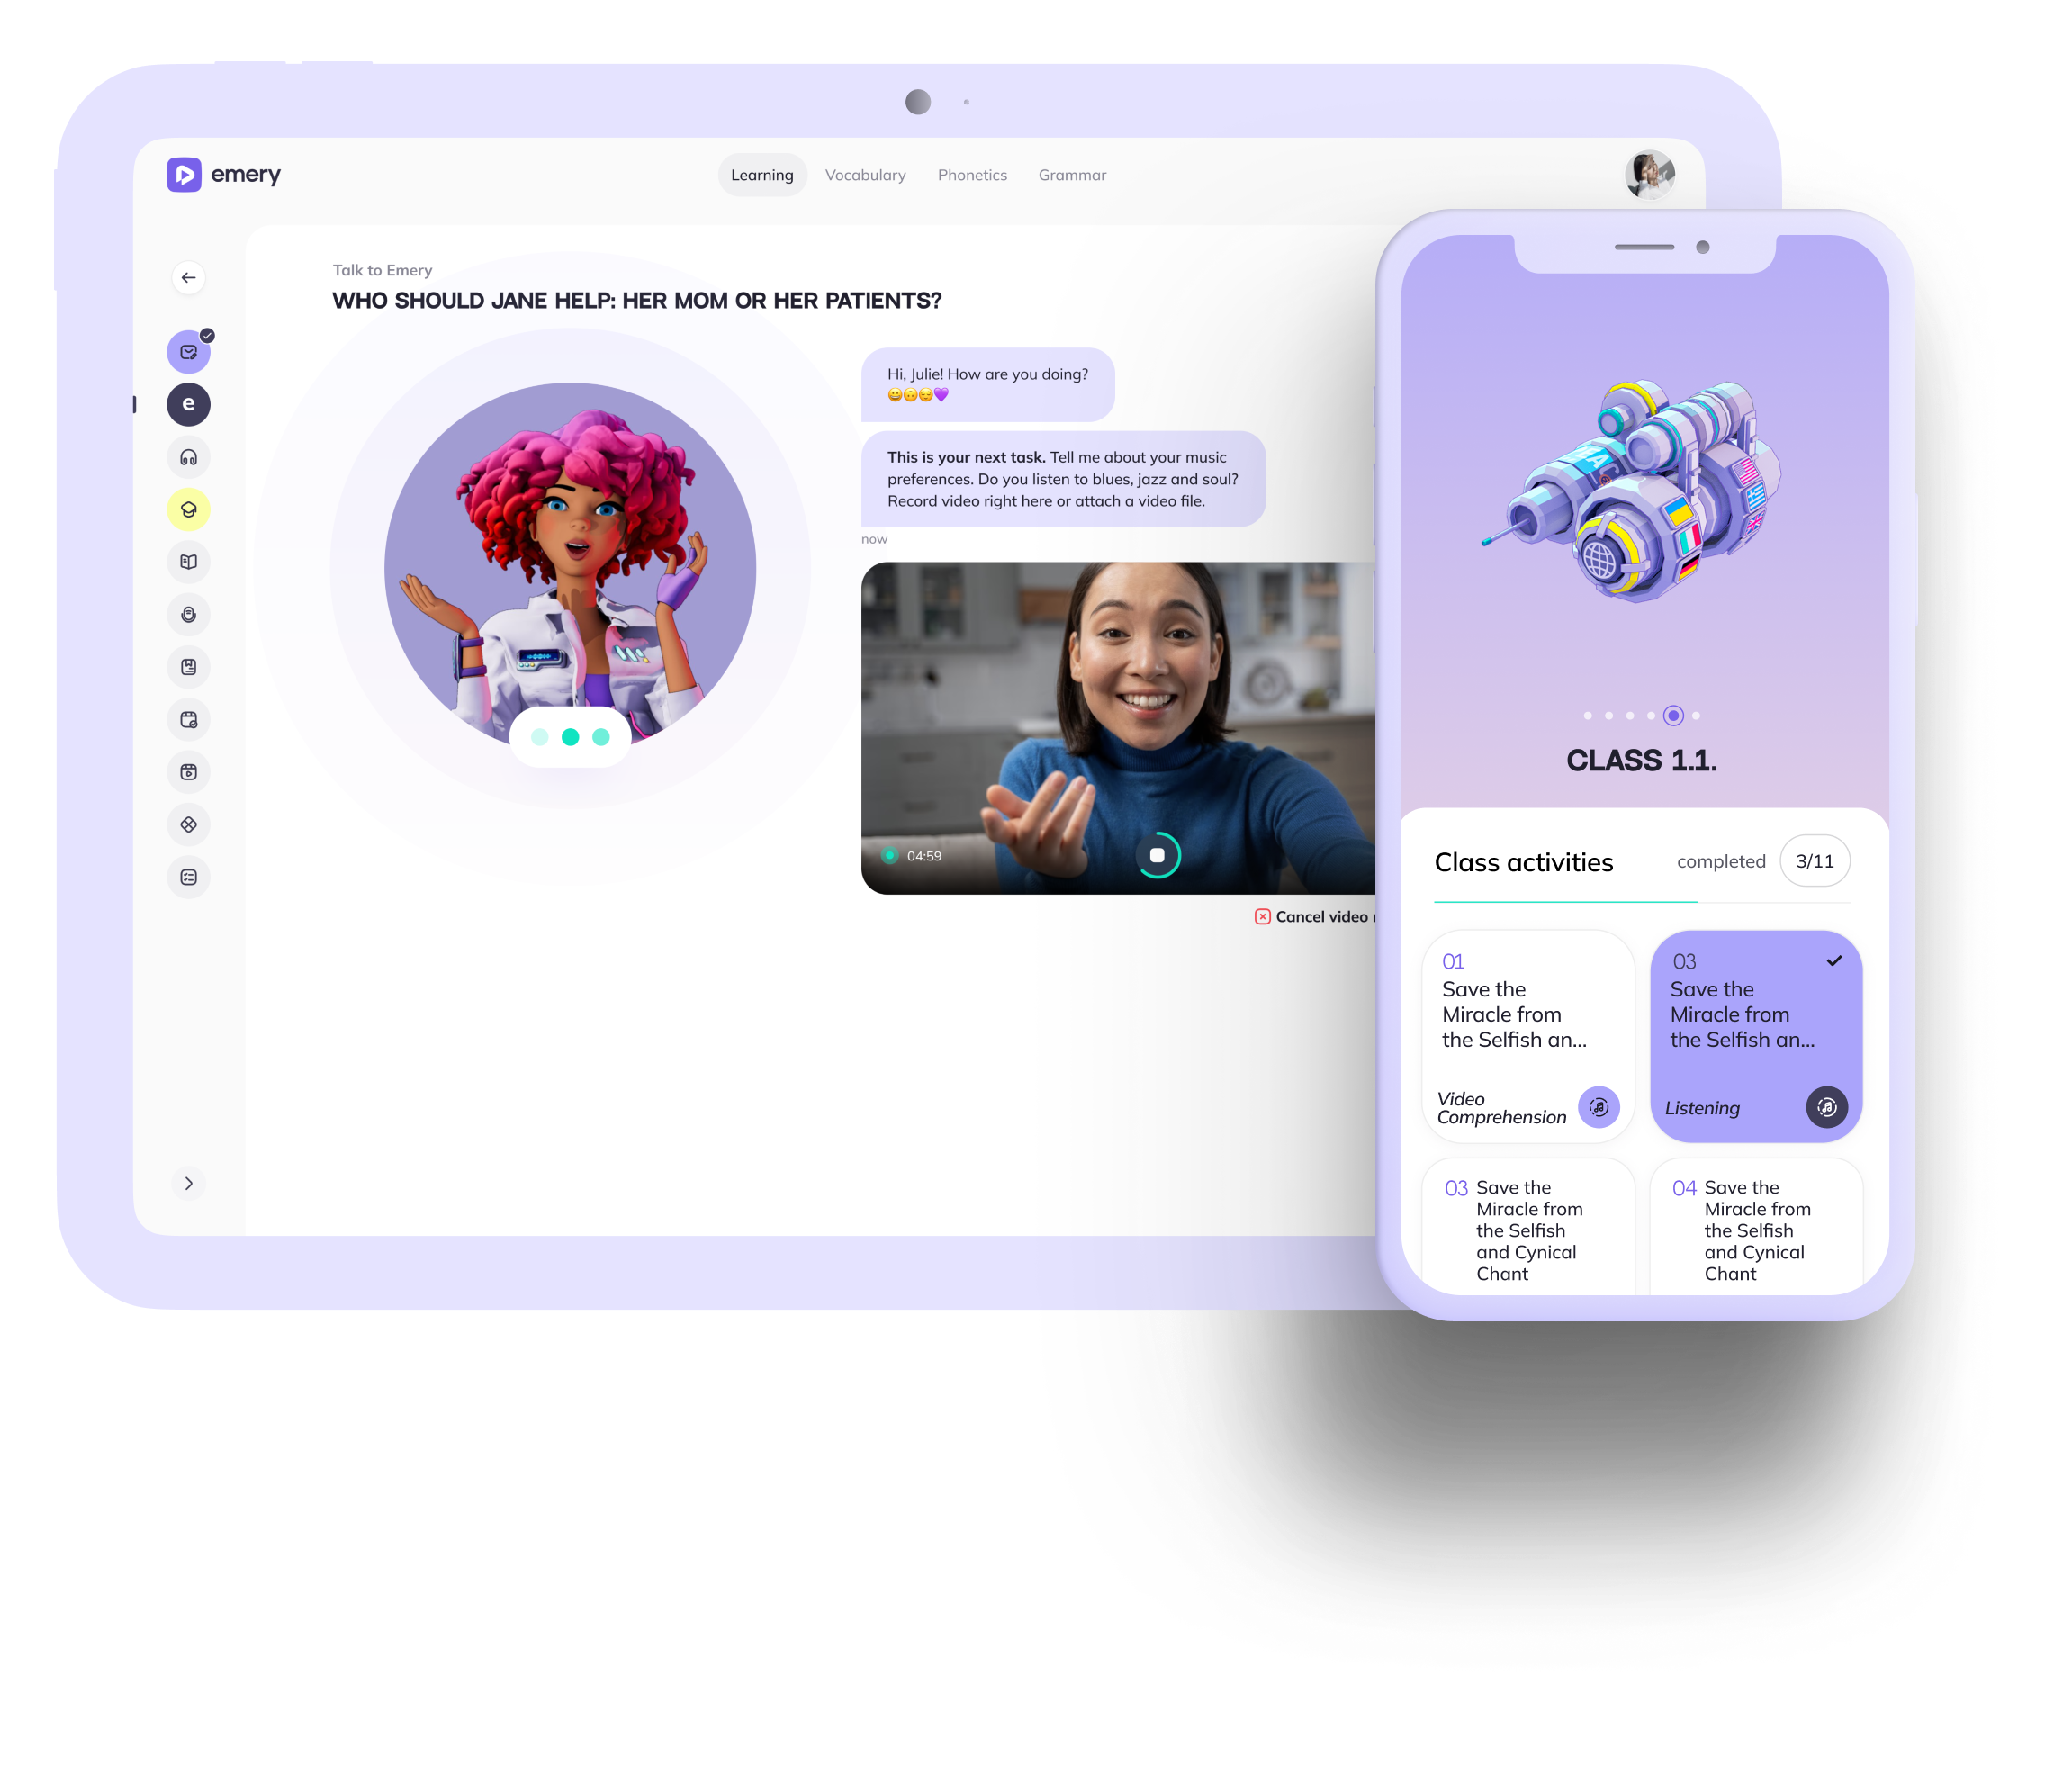 emery
Learning
Vocabulary
Phonetics
Grammar
Talk to Emery
WHO SHOULD JANE HELP: HER MOM OR HER PATIENTS?
e
Hi, Julie! How are you doing?
😀🙃😌💜
This is your next task. Tell me about your music
preferences. Do you listen to blues, jazz and soul?
Record video right here or attach a video file.
now
04:59
Cancel video
CLASS 1.1.
Class activities
completed
3/11
01
Save the
Miracle from
the Selfish an...
Video
Comprehension
03
Save the
Miracle from
the Selfish an...
Listening
03 Save the
Miracle from
the Selfish
and Cynical
Chant
04 Save the
Miracle from
the Selfish
and Cynical
Chant